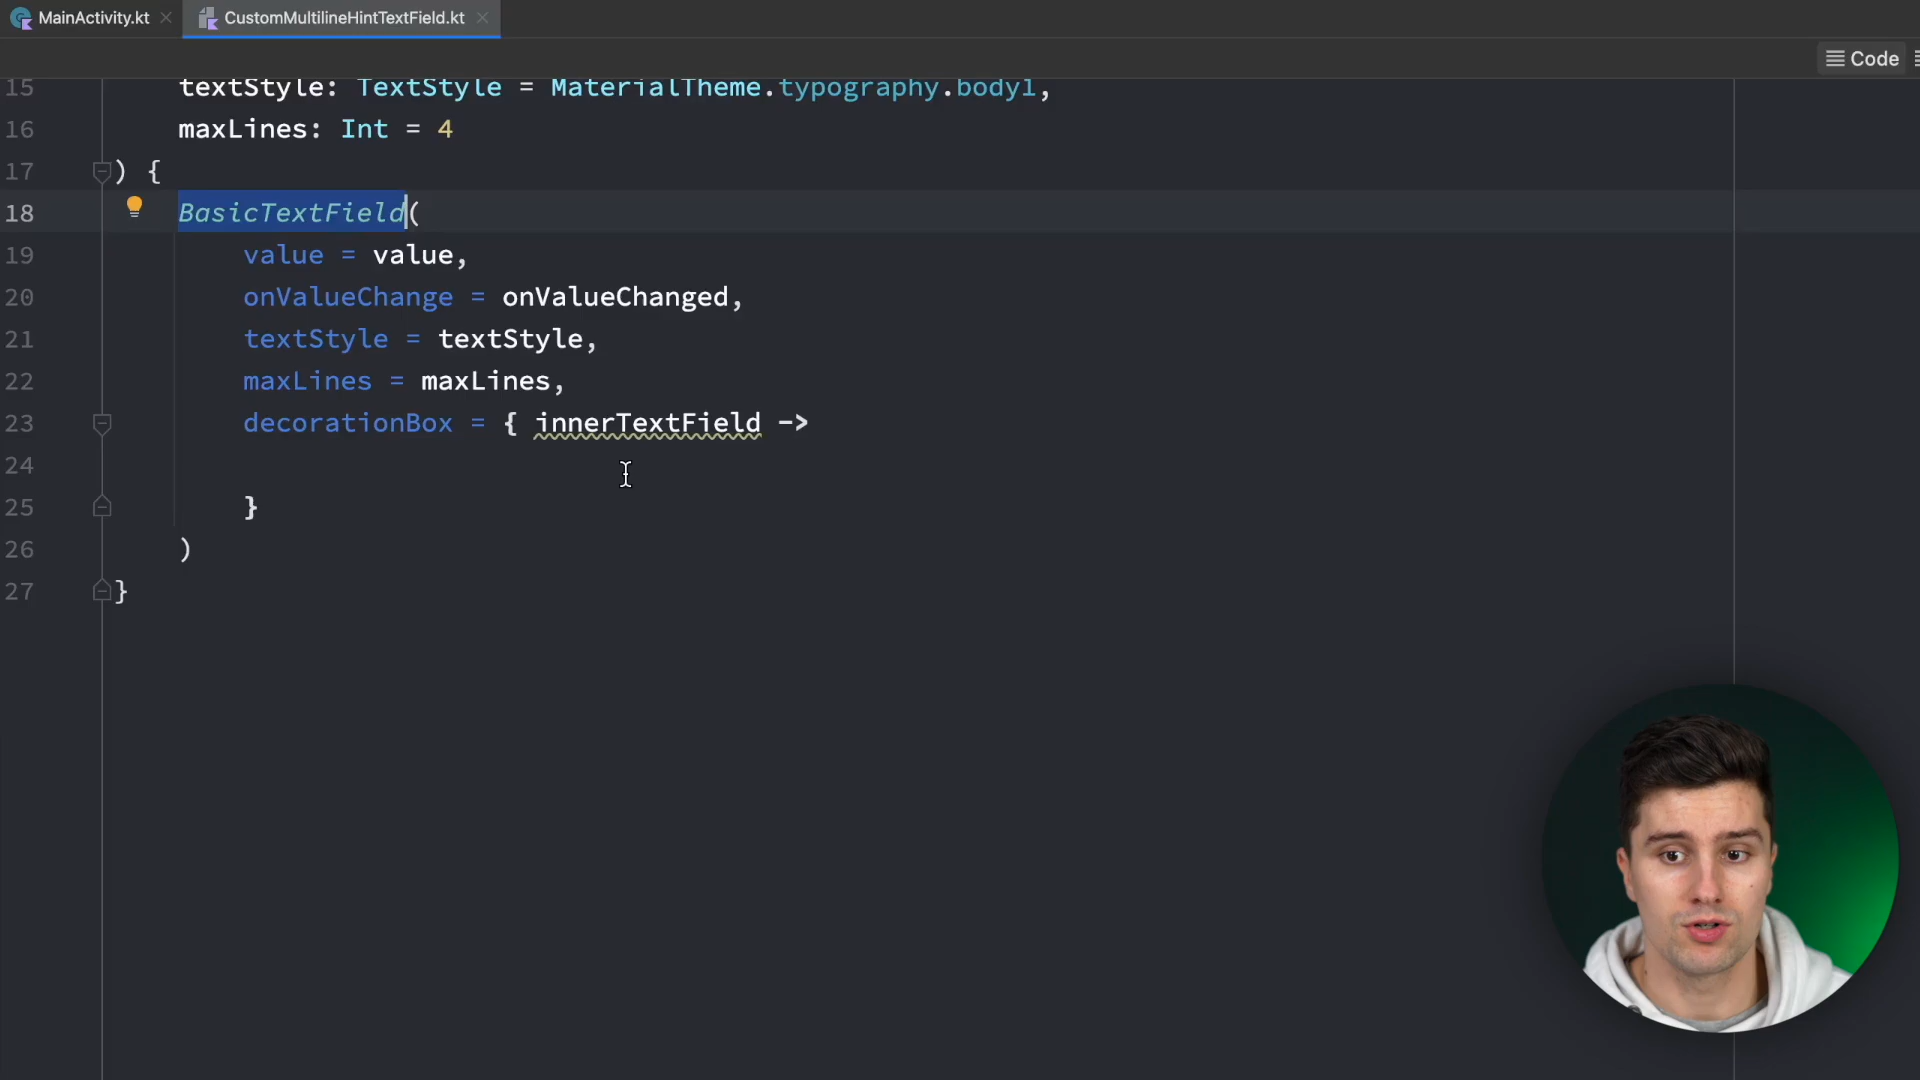 MainActivity.kt
CustomMultilineHintTextField.kt
Code
15 textStyle: TextStyle = MaterialTheme.typography.body1,
16 maxLines: Int = 4
17 ) {
18 BasicTextField(
19 value = value,
20 onValueChange = onValueChanged,
21 textStyle = textStyle,
22 maxLines = maxLines,
23 decorationBox = { innerTextField ->
24
25 }
26 )
27 }